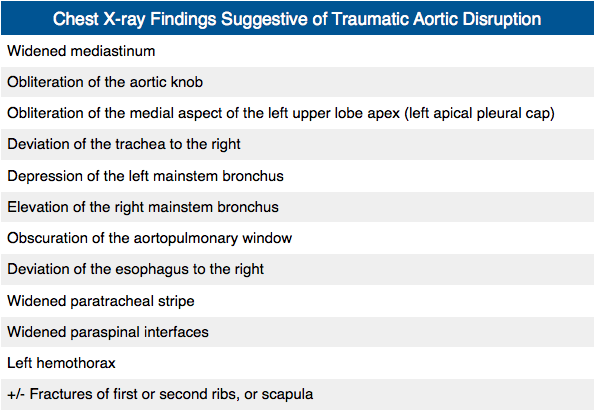 Chest X-ray Findings Suggestive of Traumatic Aortic Disruption
Widened mediastinum
Obliteration of the aortic knob
Obliteration of the medial aspect of the left upper lobe apex (left apical pleural cap)
Deviation of the trachea to the right
Depression of the left mainstem bronchus
Elevation of the right mainstem bronchus
Obscuration of the aortopulmonary window
Deviation of the esophagus to the right
Widened paratracheal stripe
Widened paraspinal interfaces
Left hemothorax
+/- Fractures of first or second ribs, or scapula